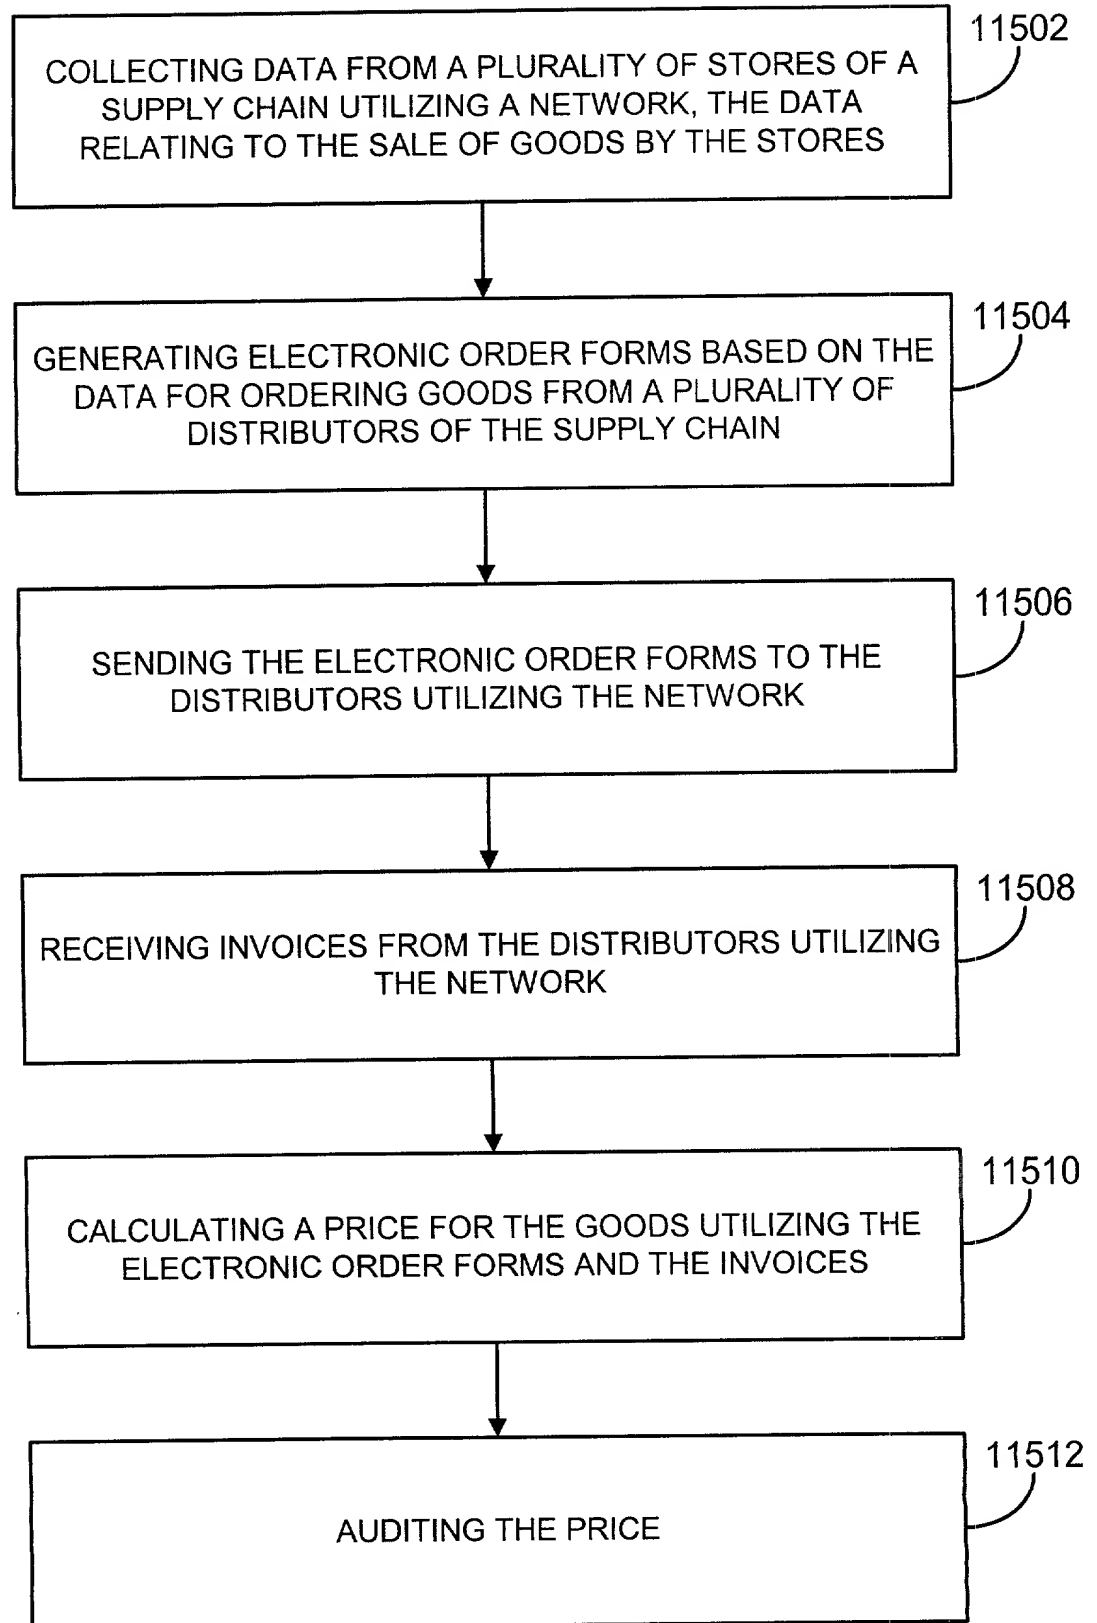 11502
COLLECTING DATA FROM A PLURALITY OF STORES OF A
SUPPLY CHAIN UTILIZING A NETWORK, THE DATA
RELATING TO THE SALE OF GOODS BY THE STORES
11504
GENERATING ELECTRONIC ORDER FORMS BASED ON THE
DATA FOR ORDERING GOODS FROM A PLURALITY OF
DISTRIBUTORS OF THE SUPPLY CHAIN
11506
SENDING THE ELECTRONIC ORDER FORMS TO THE
DISTRIBUTORS UTILIZING THE NETWORK
11508
RECEIVING INVOICES FROM THE DISTRIBUTORS UTILIZING
THE NETWORK
11510
CALCULATING A PRICE FOR THE GOODS UTILIZING THE
ELECTRONIC ORDER FORMS AND THE INVOICES
11512
AUDITING THE PRICE